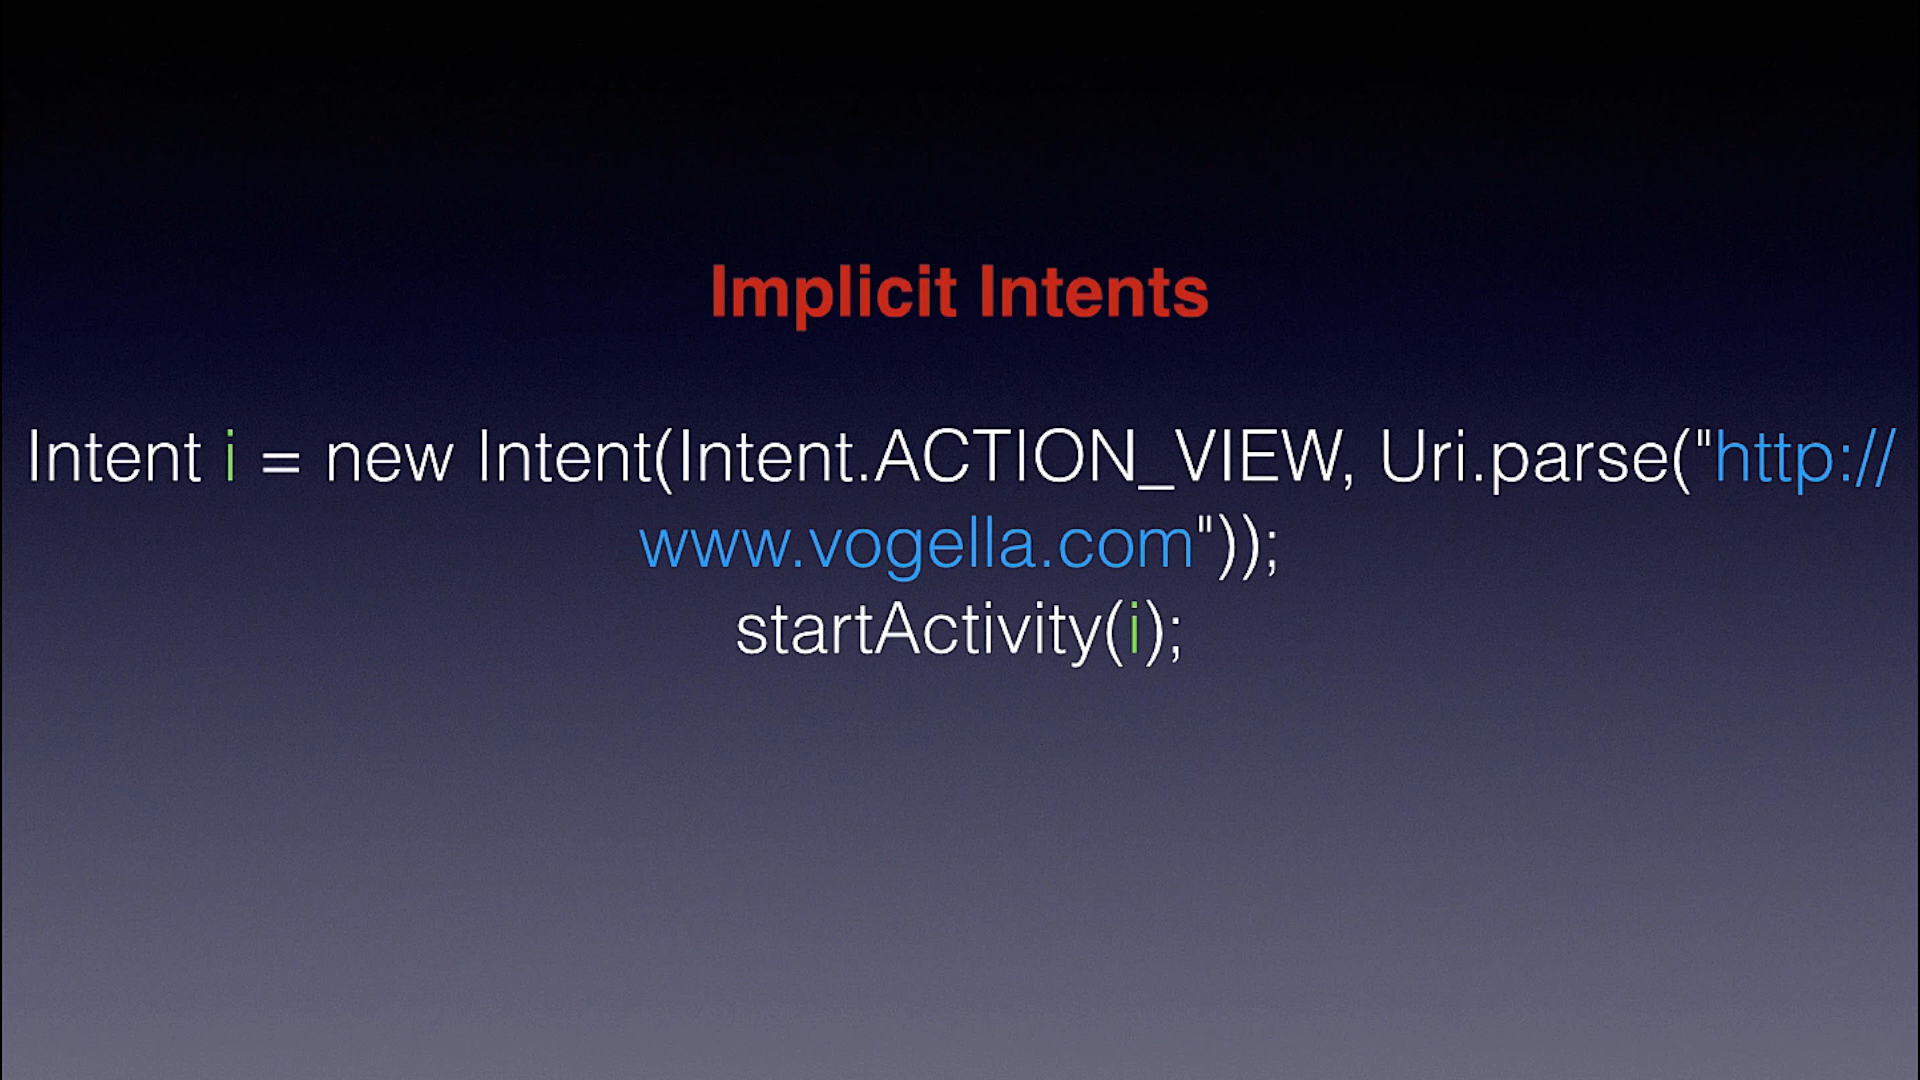 Implicit Intents
Intent i = new Intent(Intent.ACTION_VIEW, Uri.parse("http://
www.vogella.com"));
startActivity(i);